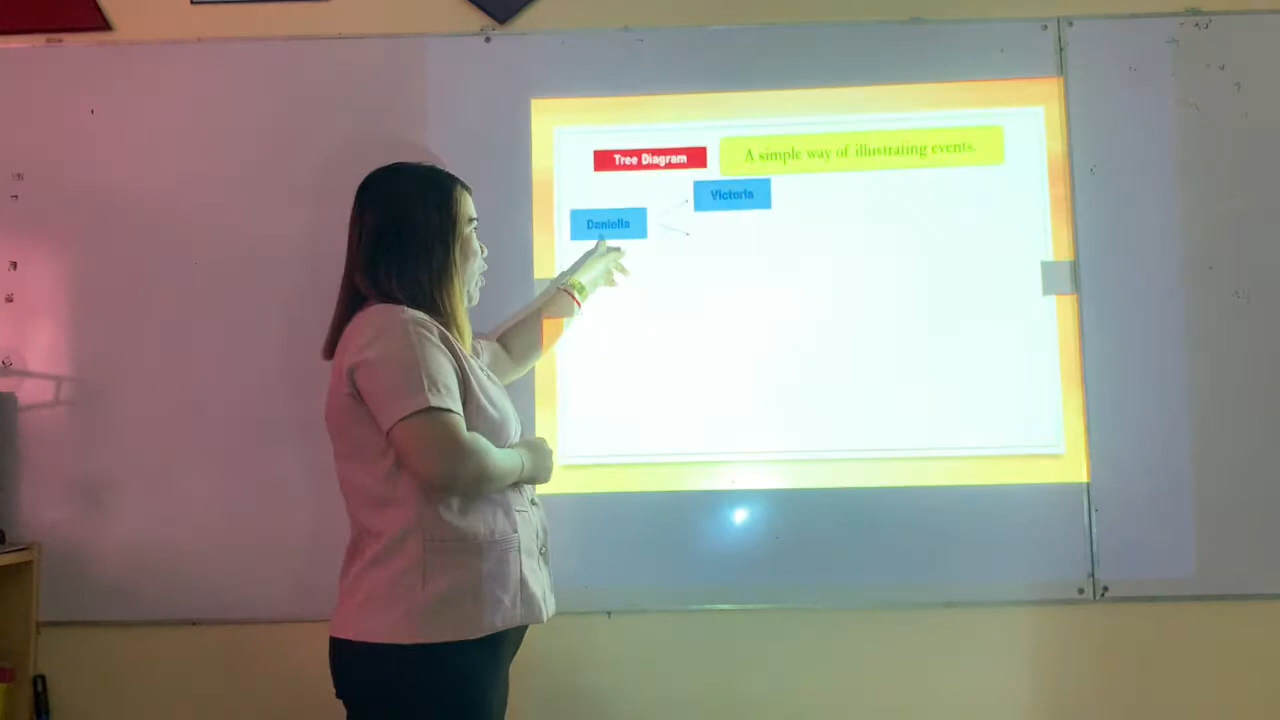 Tree Diagram
A simple way of illustrating events.
Victoria
Daniella